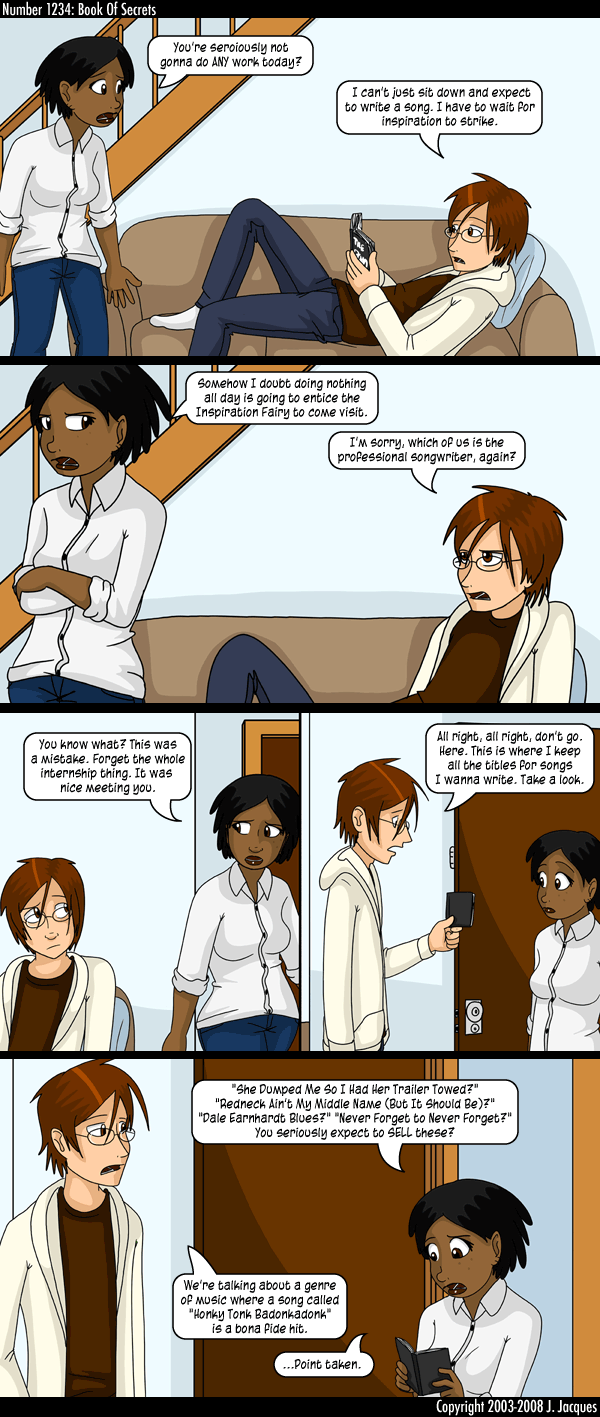 Number 1234: Book Of Secrets
You're seroiously not
gonna do ANY work today?
I can't just sit down and expect
to write a song. I have to wait for
inspiration to strike.
Somehow I doubt doing nothing
all day is going to entice the
Inspiration Fairy to come visit.
I'm sorry, which of us is the
professional songwriter, again?
You know what? This was
a mistake. Forget the whole
internship thing. It was
nice meeting you.
All right, all right, don't go.
Here. This is where I keep
all the titles for songs
I wanna write. Take a look.
"She Dumped Me So I Had Her Trailer Towed?"
"Redneck Ain't My Middle Name (But It Should Be)?"
"Dale Earnhardt Blues?" "Never Forget to Never Forget?"
You seriously expect to SELL these?
We're talking about a genre
of music where a song called
"Honky Tonk Badonkadonk"
is a bona fide hit.
...Point taken.
Copyright 2003-2008 J. Jacques